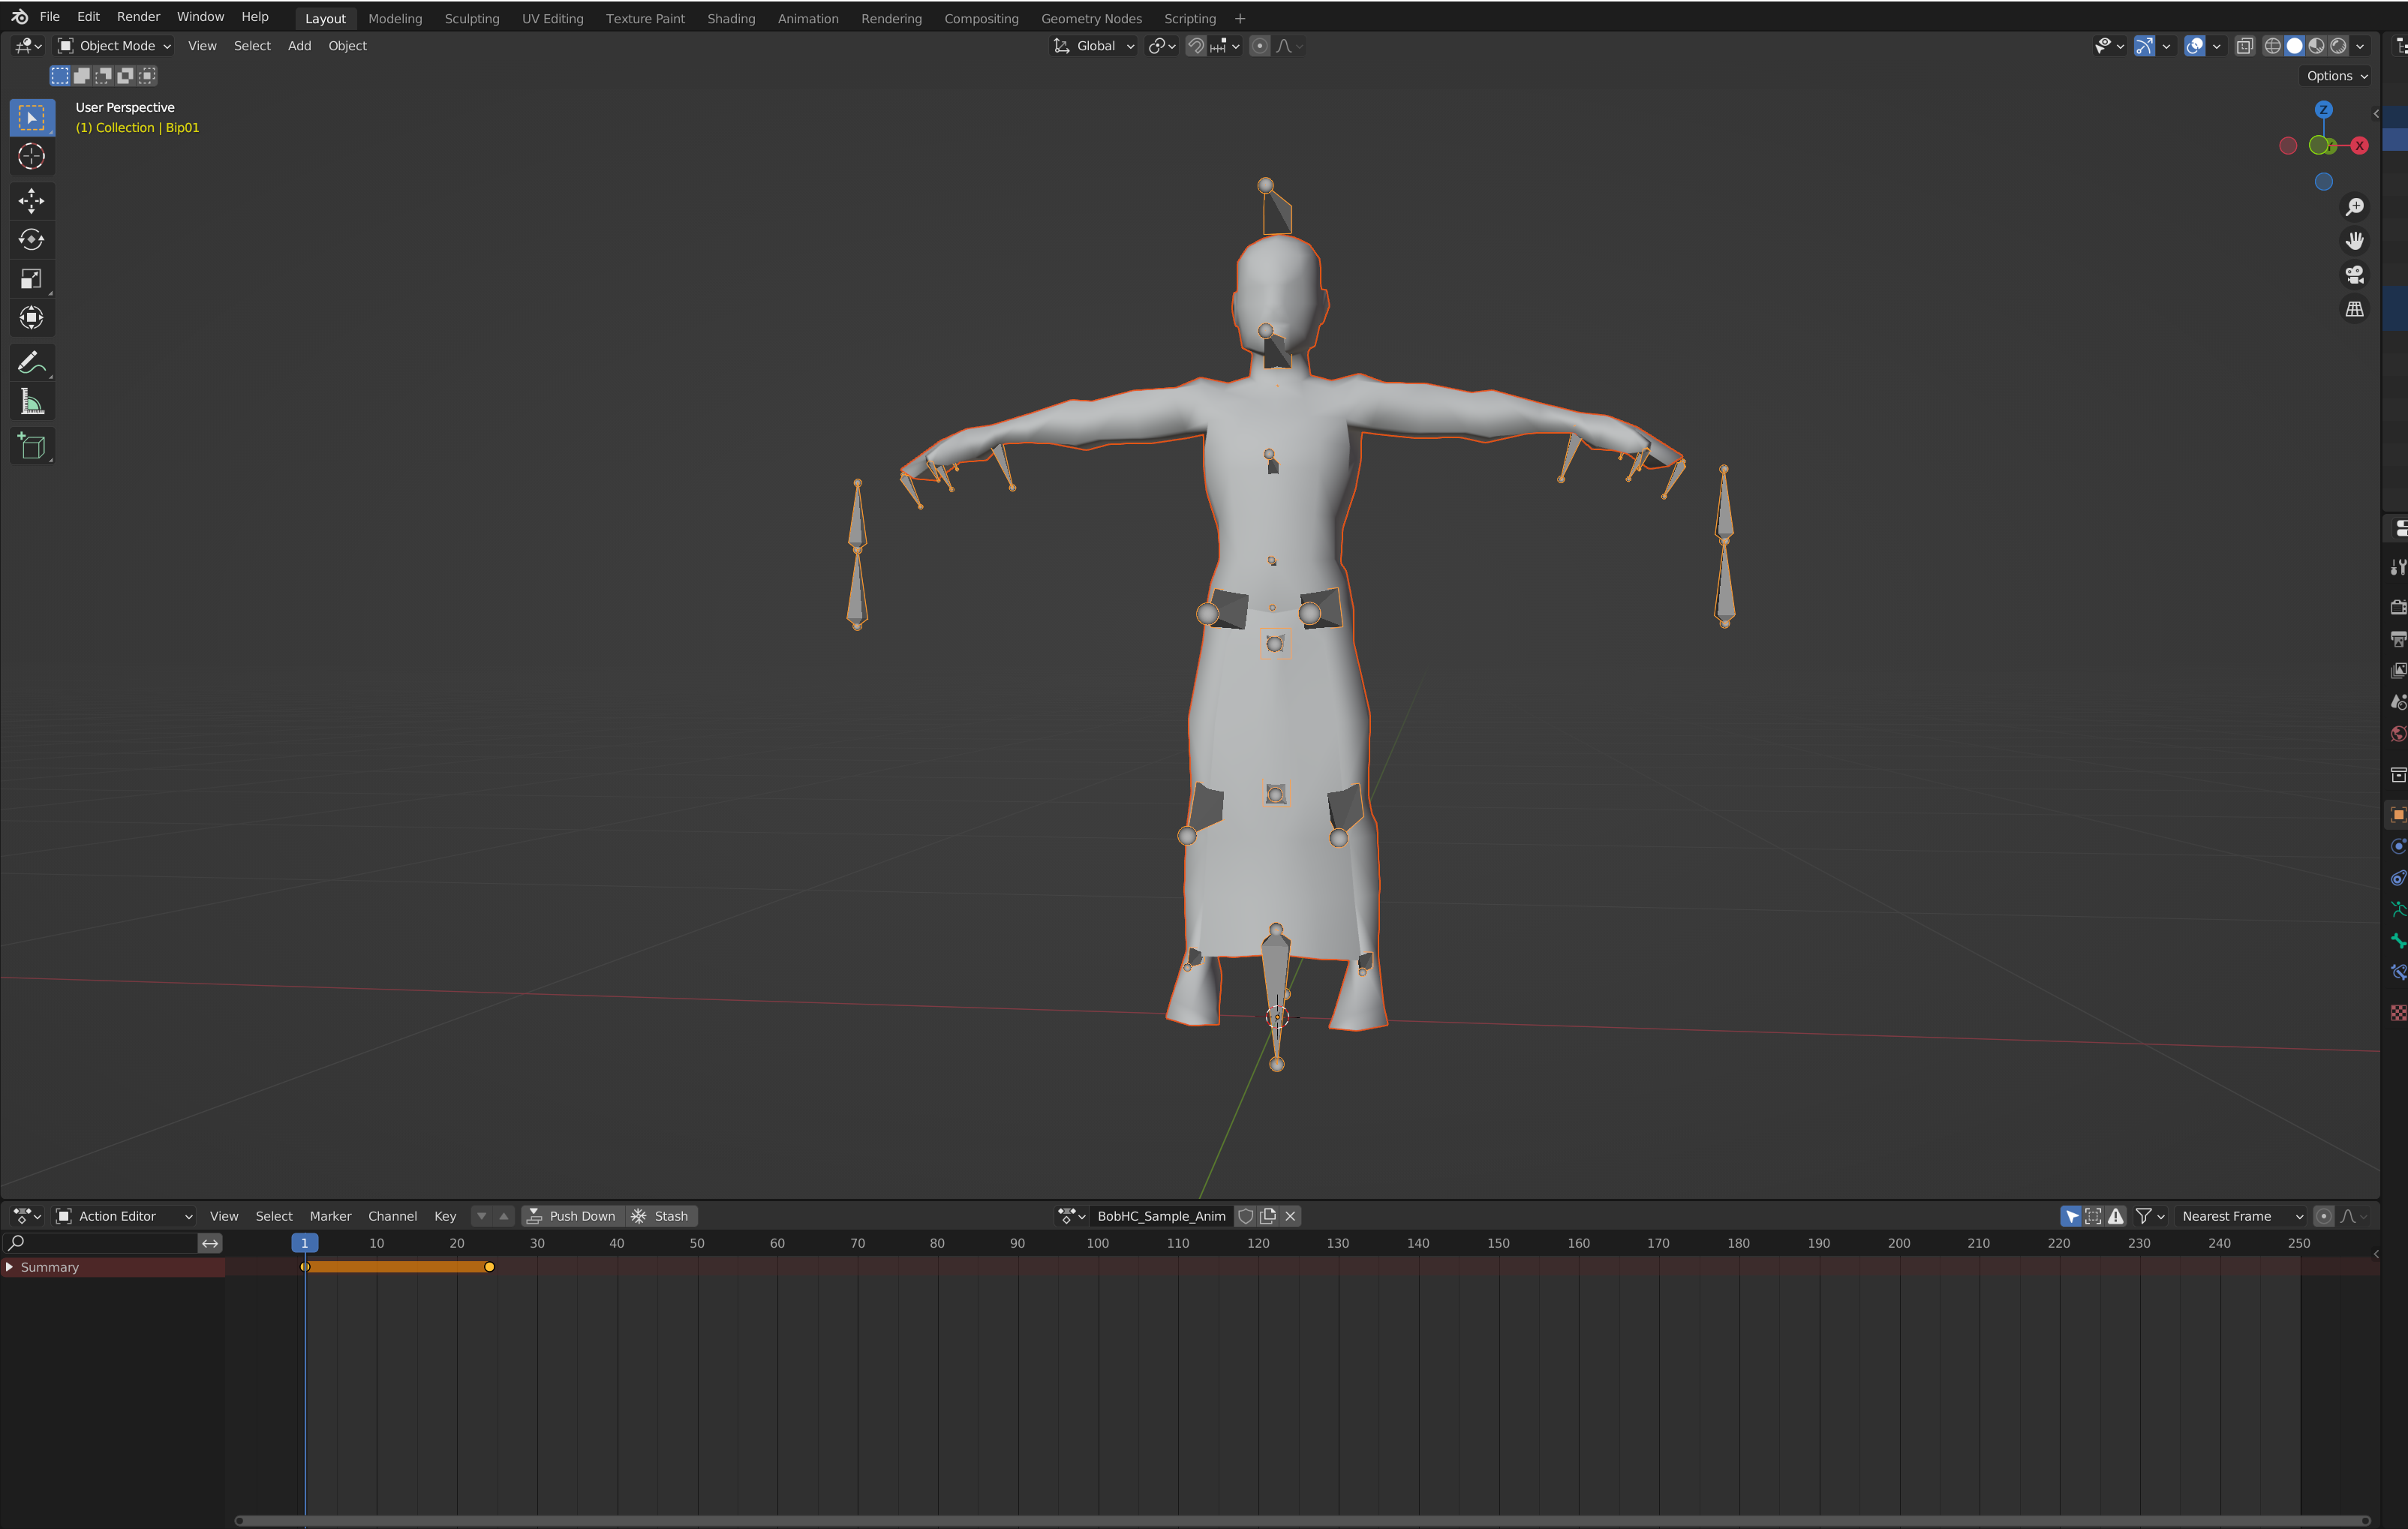 File Edit Render Window Help Layout Modeling Sculpting UV Editing Texture Paint Shading Animation Rendering Compositing Geometry Nodes Scripting +
Object Mode View Select Add Object Global
Options
User Perspective
(1) Collection | Bip01
Z
X
Action Editor View Select Marker Channel Key Push Down Stash BobHC_Sample_Anim Nearest Frame
1 10 20 30 40 50 60 70 80 90 100 110 120 130 140 150 160 170 180 190 200 210 220 230 240 250
Summary